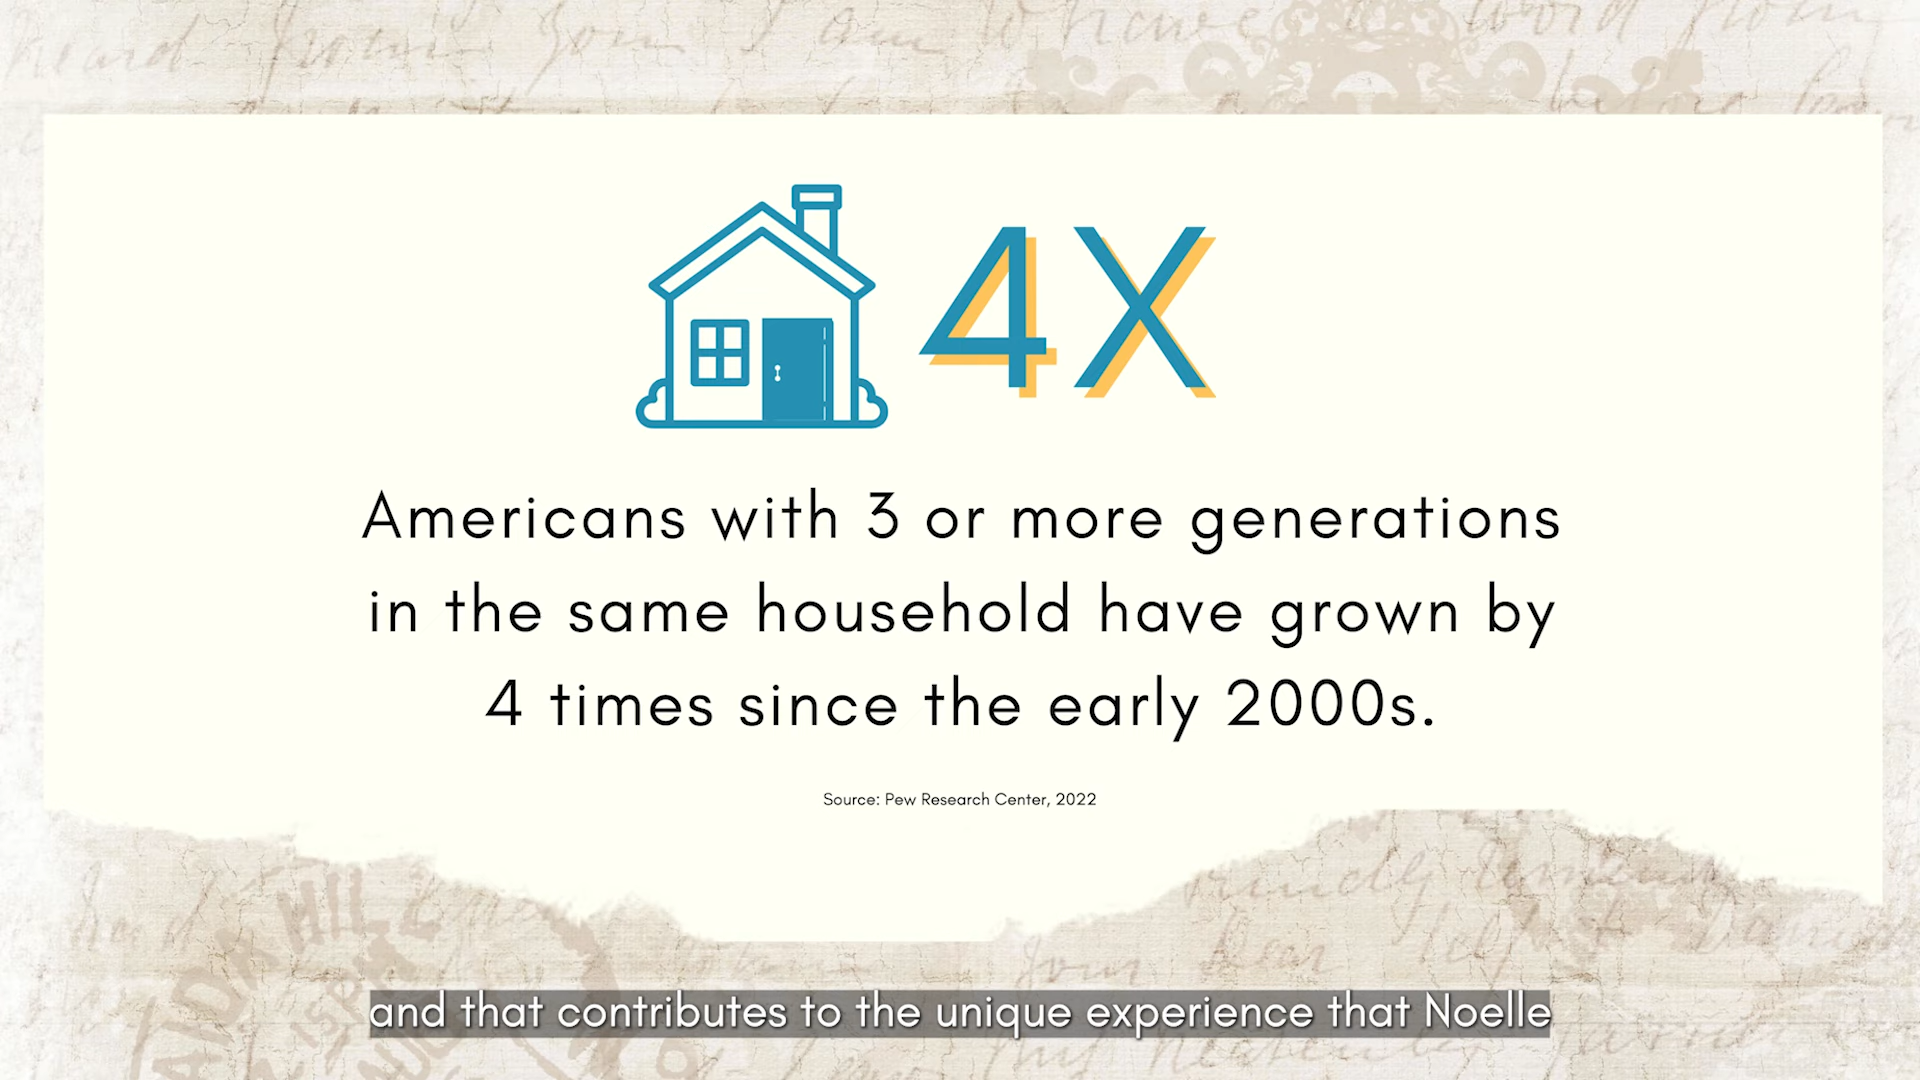 4X
Americans with 3 or more generations
in the same household have grown by
4 times since the early 2000s.
Source: Pew Research Center, 2022
and that contributes to the unique experience that Noelle